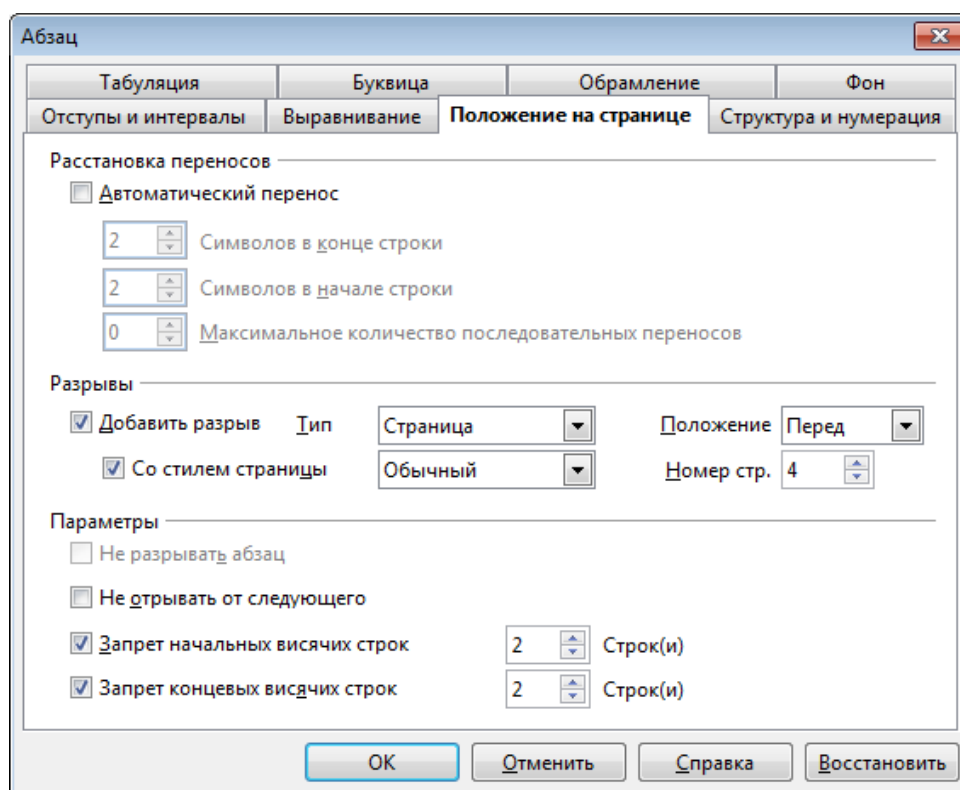 Абзац
Табуляция Буквица Обрамление Фон
Отступы и интервалы Выравнивание Положение на странице Структура и нумерация
Расстановка переносов
Автоматический перенос
2 Символов в конце строки
2 Символов в начале строки
0 Максимальное количество последовательных переносов
Разрывы
Добавить разрыв Тип Страница Положение Перед
Со стилем страницы Обычный Номер стр. 4
Параметры
Не разрывать абзац
Не отрывать от следующего
Запрет начальных висячих строк 2 Строк(и)
Запрет концевых висячих строк 2 Строк(и)
OK Отменить Справка Восстановить